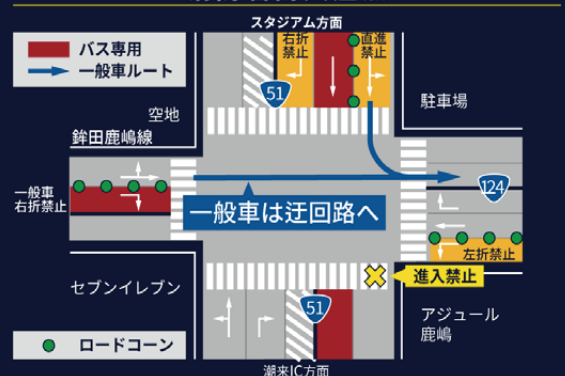 スタジアム方面
バス専用
一般車ルート
右折
禁止
直進
禁止
51
空地
駐車場
鉾田鹿嶋線
一般車
右折禁止
124
一般車は迂回路へ
左折禁止
進入禁止
セブンイレブン
51
アジュール
鹿嶋
ロードコーン
潮来IC方面